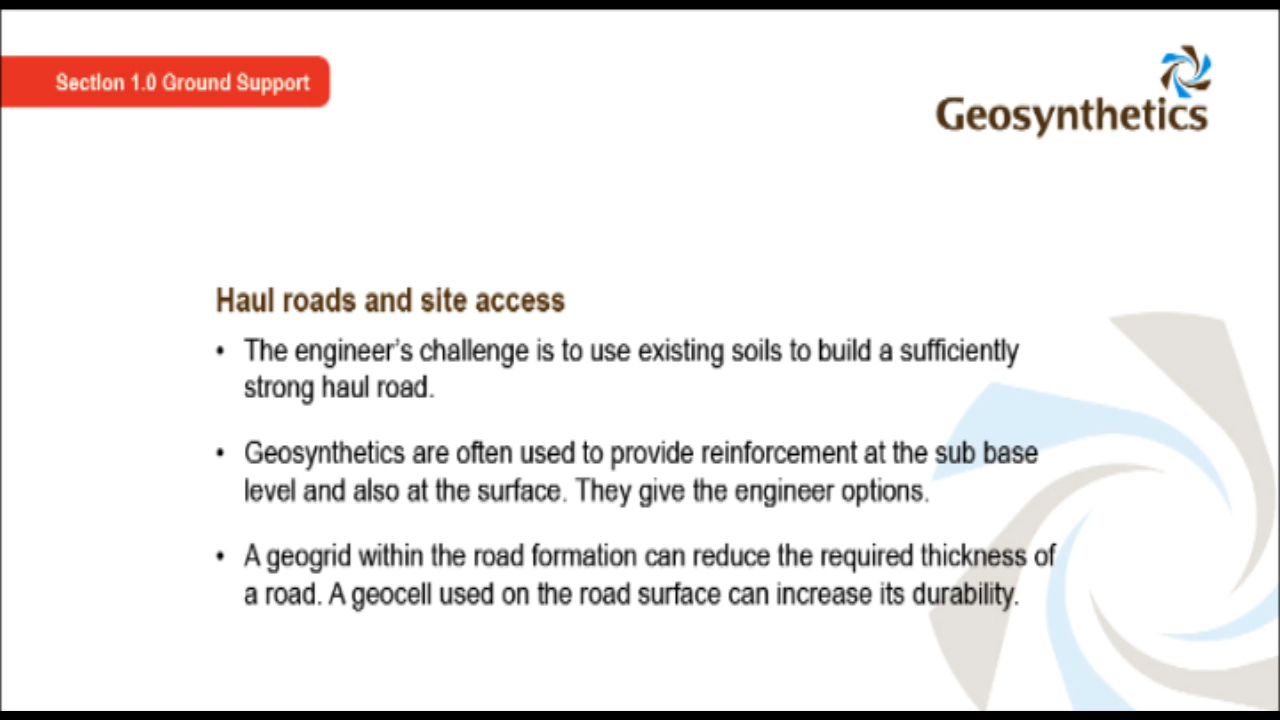 Section 1.0 Ground Support
Geosynthetics
Haul roads and site access
• The engineer’s challenge is to use existing soils to build a sufficiently
strong haul road.
• Geosynthetics are often used to provide reinforcement at the sub base
level and also at the surface. They give the engineer options.
• A geogrid within the road formation can reduce the required thickness of
a road. A geocell used on the road surface can increase its durability.